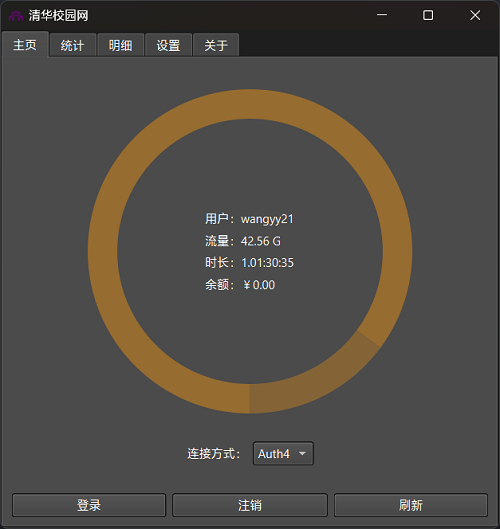 清华校园网
主页 统计 明细 设置 关于
用户：wangyy21
流量：42.56 G
时长：1.01:30:35
余额：￥0.00
连接方式： Auth4
登录 注销 刷新